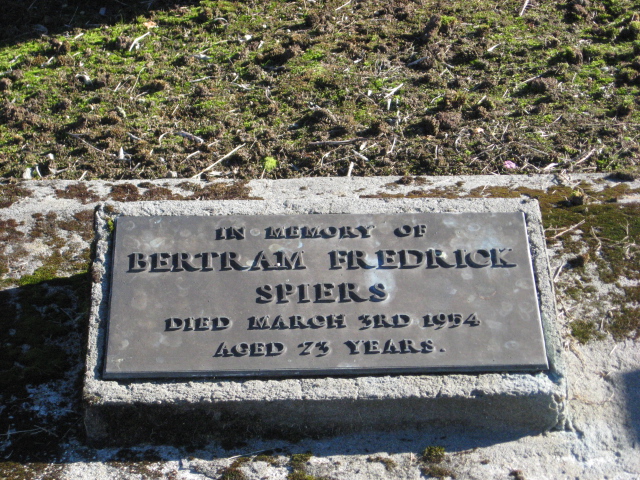 IN MEMORY OF
BERTRAM FREDRICK
SPIERS
DIED MARCH 3RD 1954
AGED 73 YEARS.